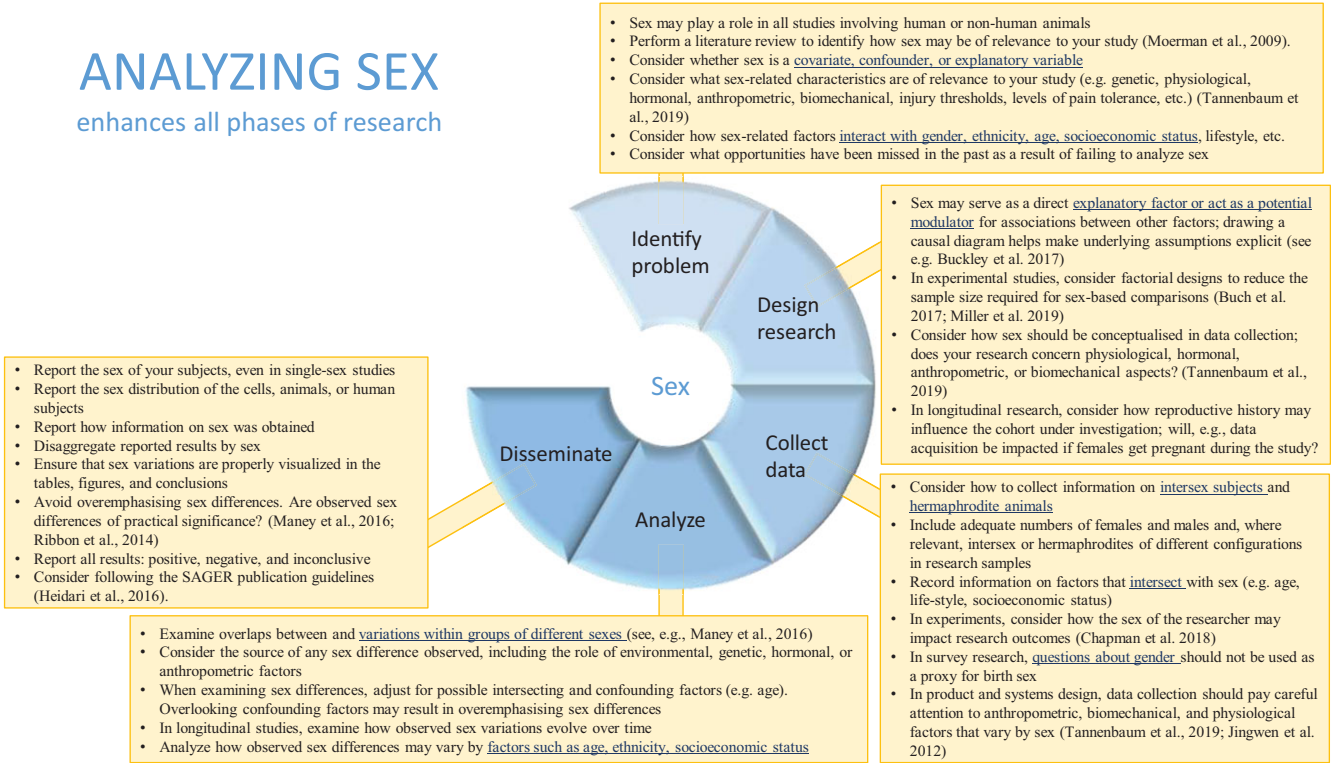 ANALYZING SEX
enhances all phases of research
• Sex may play a role in all studies involving human or non-human animals
• Perform a literature review to identify how sex may be of relevance to your study (Moerman et al., 2009).
• Consider whether sex is a covariate, confounder, or explanatory variable
• Consider what sex-related characteristics are of relevance to your study (e.g. genetic, physiological,
hormonal, anthropometric, biomechanical, injury thresholds, levels of pain tolerance, etc.) (Tannenbaum et
al., 2019)
• Consider how sex-related factors interact with gender, ethnicity, age, socioeconomic status, lifestyle, etc.
• Consider what opportunities have been missed in the past as a result of failing to analyze sex
Identify
problem
Design
research
Collect
data
Analyze
Disseminate
Sex
• Sex may serve as a direct explanatory factor or act as a potential
modulator for associations between other factors; drawing a
causal diagram helps make underlying assumptions explicit (see
e.g. Buckley et al. 2017)
• In experimental studies, consider factorial designs to reduce the
sample size required for sex-based comparisons (Buch et al.
2017; Miller et al. 2019)
• Consider how sex should be conceptualised in data collection;
does your research concern physiological, hormonal,
anthropometric, or biomechanical aspects? (Tannenbaum et al.,
2019)
• In longitudinal research, consider how reproductive history may
influence the cohort under investigation; will, e.g., data
acquisition be impacted if females get pregnant during the study?
• Consider how to collect information on intersex subjects and
hermaphrodite animals
• Include adequate numbers of females and males and, where
relevant, intersex or hermaphrodites of different configurations
in research samples
• Record information on factors that intersect with sex (e.g. age,
life-style, socioeconomic status)
• In experiments, consider how the sex of the researcher may
impact research outcomes (Chapman et al. 2018)
• In survey research, questions about gender should not be used as
a proxy for birth sex
• In product and systems design, data collection should pay careful
attention to anthropometric, biomechanical, and physiological
factors that vary by sex (Tannenbaum et al., 2019; Jingwen et al.
2012)
• Examine overlaps between and variations within groups of different sexes (see, e.g., Maney et al., 2016)
• Consider the source of any sex difference observed, including the role of environmental, genetic, hormonal, or
anthropometric factors
• When examining sex differences, adjust for possible intersecting and confounding factors (e.g. age).
Overlooking confounding factors may result in overemphasising sex differences
• In longitudinal studies, examine how observed sex variations evolve over time
• Analyze how observed sex differences may vary by factors such as age, ethnicity, socioeconomic status
• Report the sex of your subjects, even in single-sex studies
• Report the sex distribution of the cells, animals, or human
subjects
• Report how information on sex was obtained
• Disaggregate reported results by sex
• Ensure that sex variations are properly visualized in the
tables, figures, and conclusions
• Avoid overemphasising sex differences. Are observed sex
differences of practical significance? (Maney et al., 2016;
Ribbon et al., 2014)
• Report all results: positive, negative, and inconclusive
• Consider following the SAGER publication guidelines
(Heidari et al., 2016).